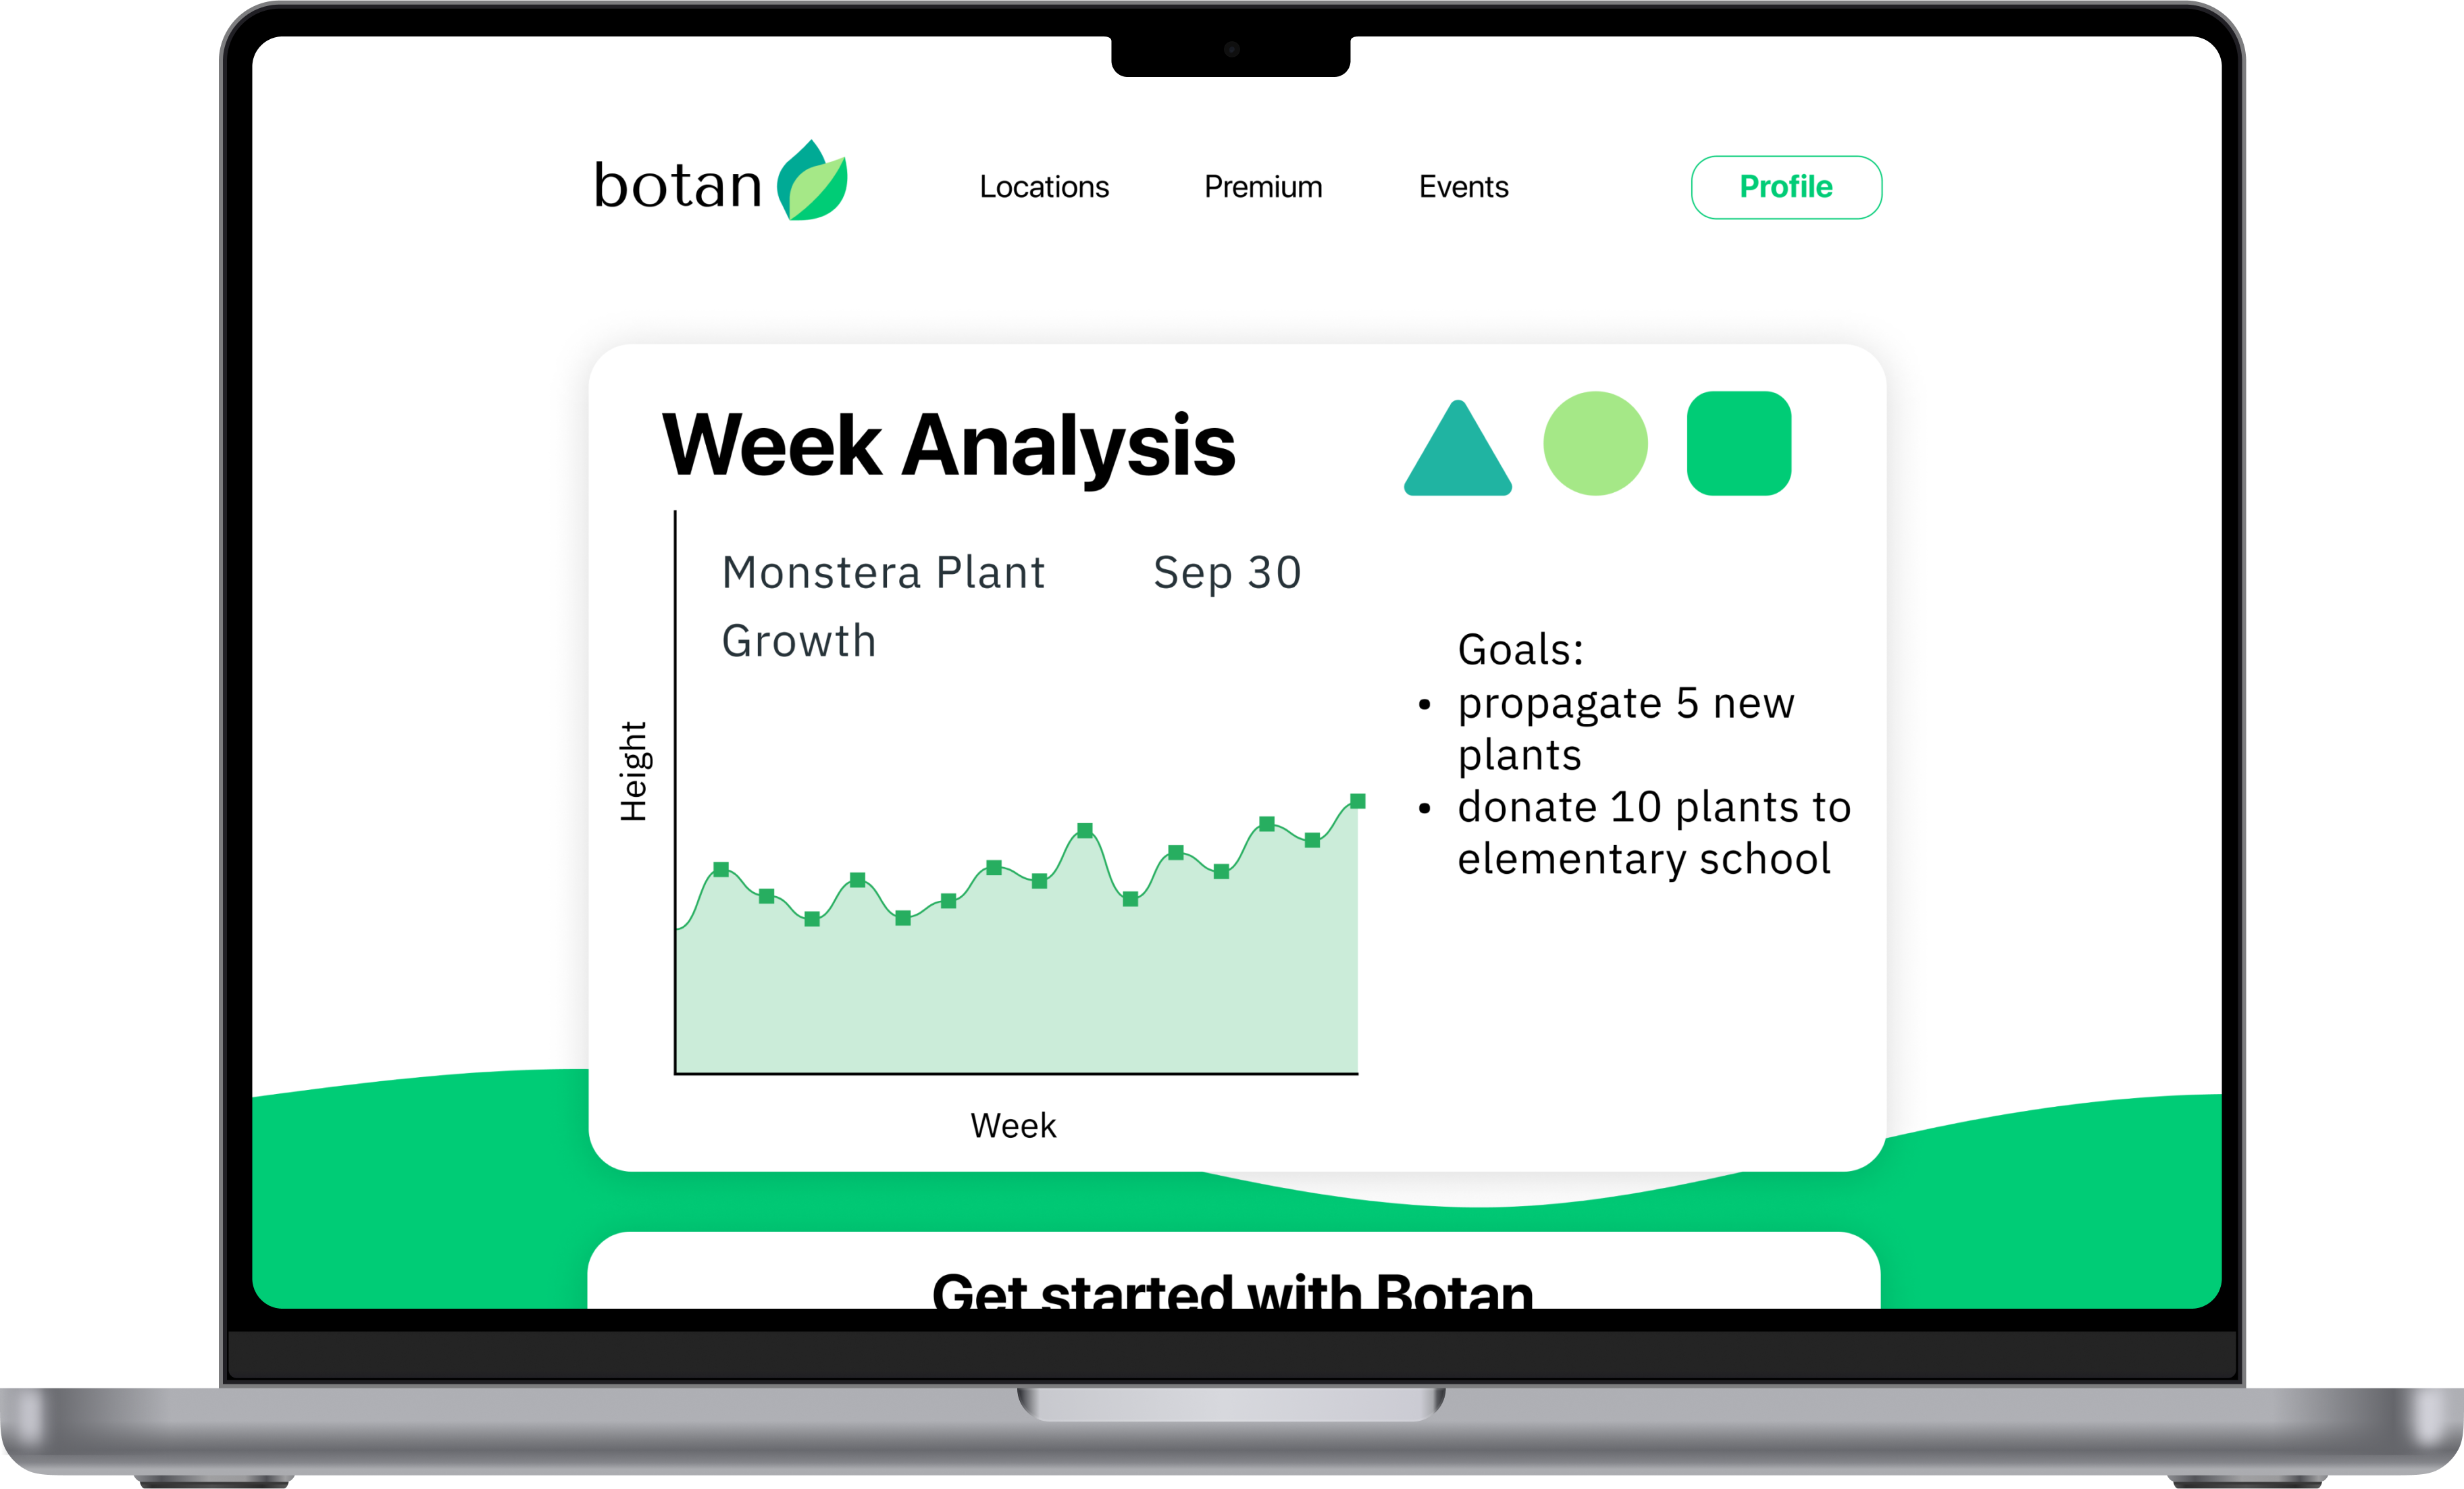 botan
Locations
Premium
Events
Profile
Week Analysis
Monstera Plant
Growth
Sep 30
Height
Week
Goals:
• propagate 5 new
plants
• donate 10 plants to
elementary school
Get started with Botan